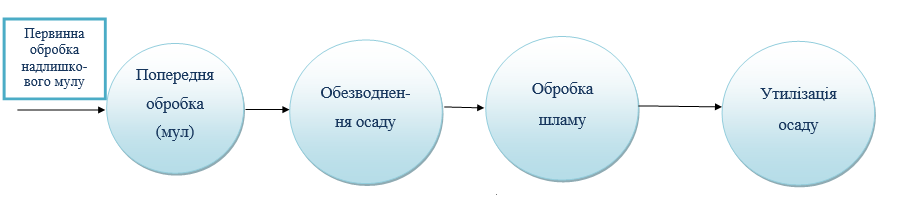 Первинна
обробка
надлишко-
вого мулу
Попередня
обробка
(мул)
Обезводнен-
ня осаду
Обробка
шламу
Утилізація
осаду